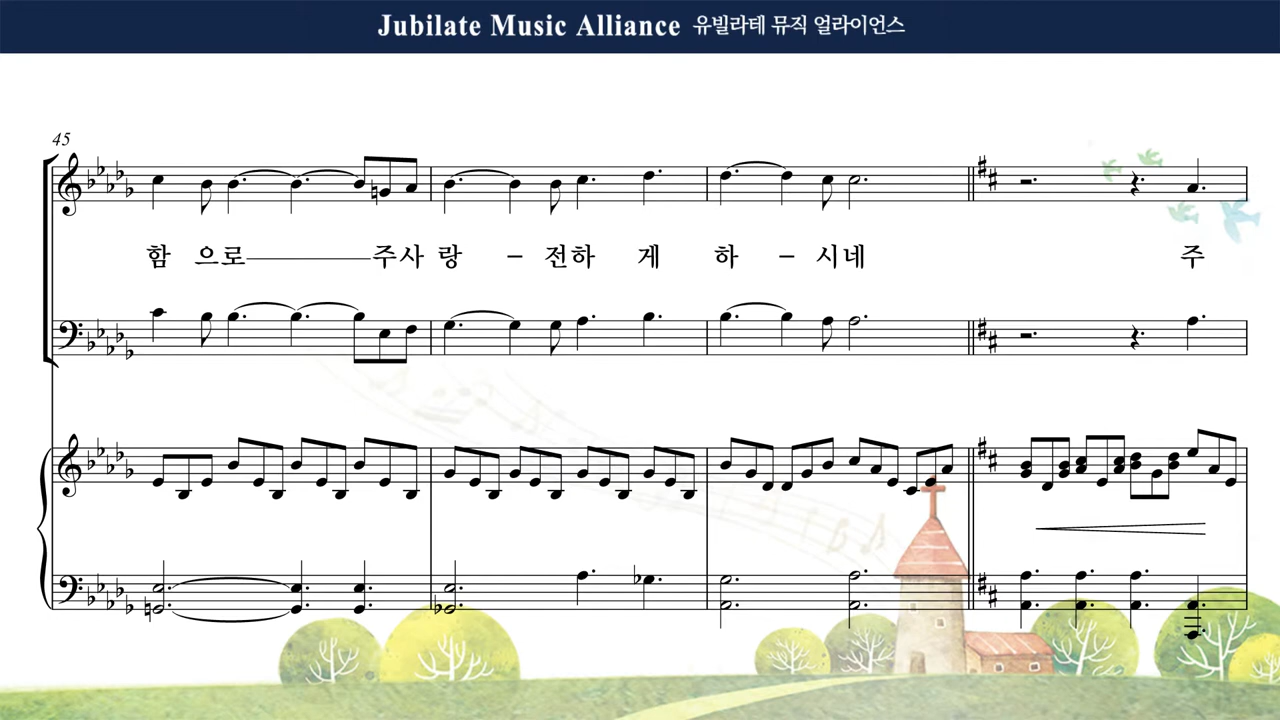 Jubilate Music Alliance 유빌라테 뮤직 얼라이언스
45
함 으로 주사 랑 - 전하 게 하 - 시네 주